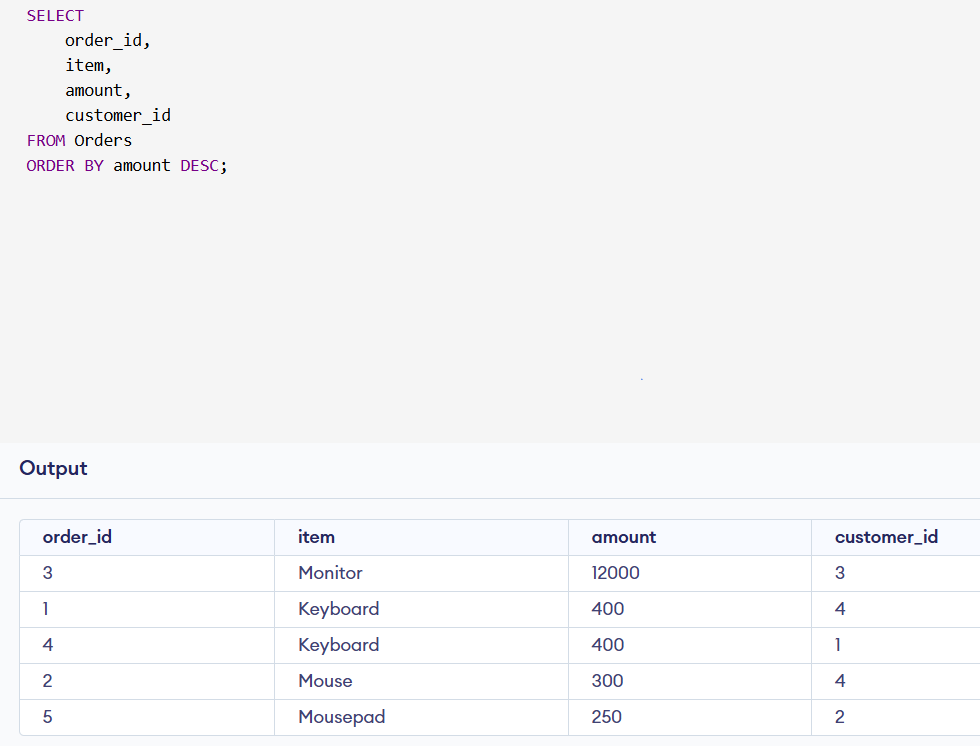 SELECT
order_id,
item,
amount,
customer_id
FROM Orders
ORDER BY amount DESC;
Output
order_id item amount customer_id
3 Monitor 12000 3
1 Keyboard 400 4
4 Keyboard 400 1
2 Mouse 300 4
5 Mousepad 250 2